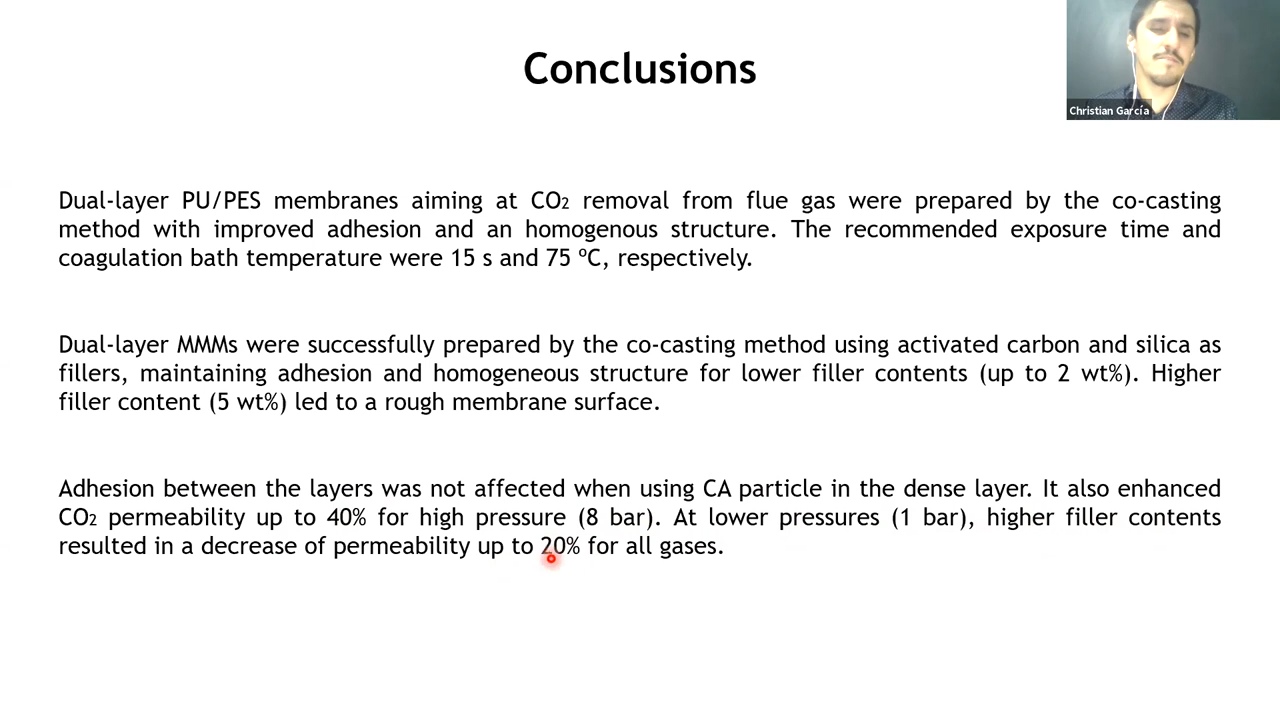 Conclusions
Christian García
Dual-layer PU/PES membranes aiming at CO₂ removal from flue gas were prepared by the co-casting
method with improved adhesion and an homogenous structure. The recommended exposure time and
coagulation bath temperature were 15 s and 75 ºC, respectively.
Dual-layer MMMs were successfully prepared by the co-casting method using activated carbon and silica as
fillers, maintaining adhesion and homogeneous structure for lower filler contents (up to 2 wt%). Higher
filler content (5 wt%) led to a rough membrane surface.
Adhesion between the layers was not affected when using CA particle in the dense layer. It also enhanced
CO₂ permeability up to 40% for high pressure (8 bar). At lower pressures (1 bar), higher filler contents
resulted in a decrease of permeability up to 20% for all gases.